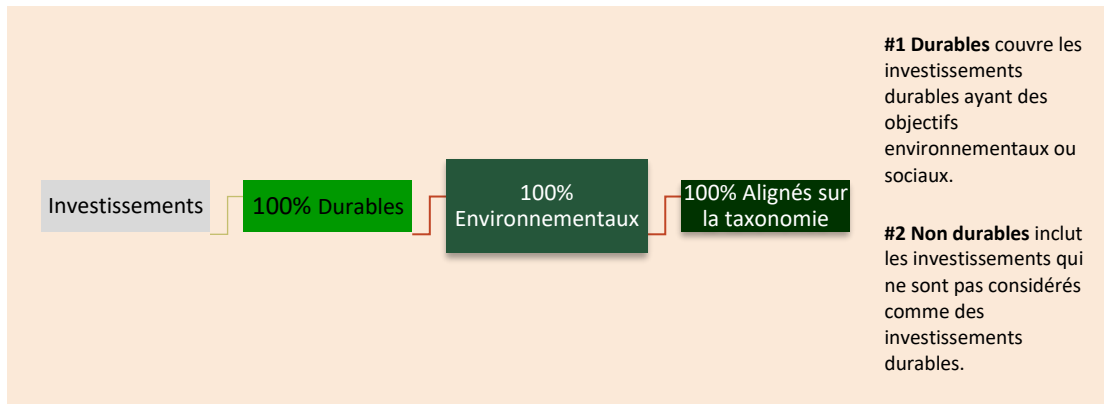 Investissements
100% Durables
100%
Environnementaux
100% Alignés sur
la taxonomie
#1 Durables couvre les
investissements
durables ayant des
objectifs
environnementaux ou
sociaux.
#2 Non durables inclut
les investissements qui
ne sont pas considérés
comme des
investissements
durables.